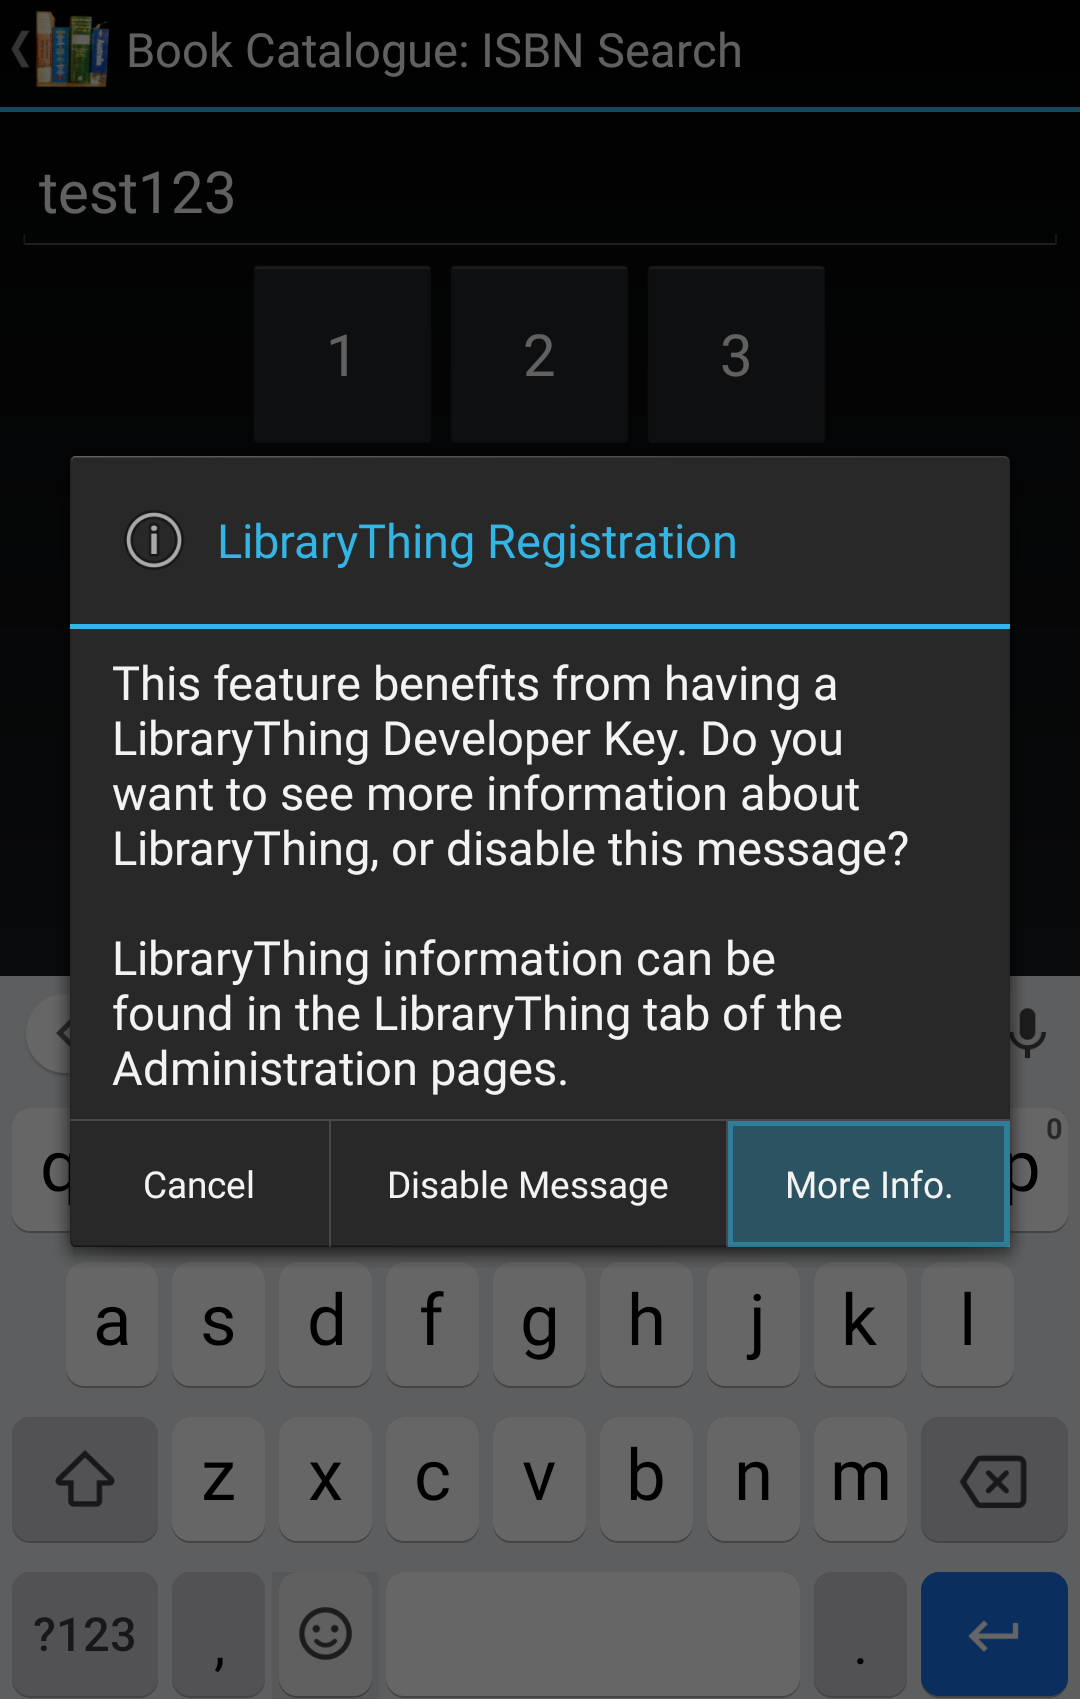 Book Catalogue: ISBN Search
test123
1 2 3
LibraryThing Registration
This feature benefits from having a
LibraryThing Developer Key. Do you
want to see more information about
LibraryThing, or disable this message?
LibraryThing information can be
found in the LibraryThing tab of the
Administration pages.
Cancel Disable Message More Info.
q p 0
a s d f g h j k l
z x c v b n m
?123 , .